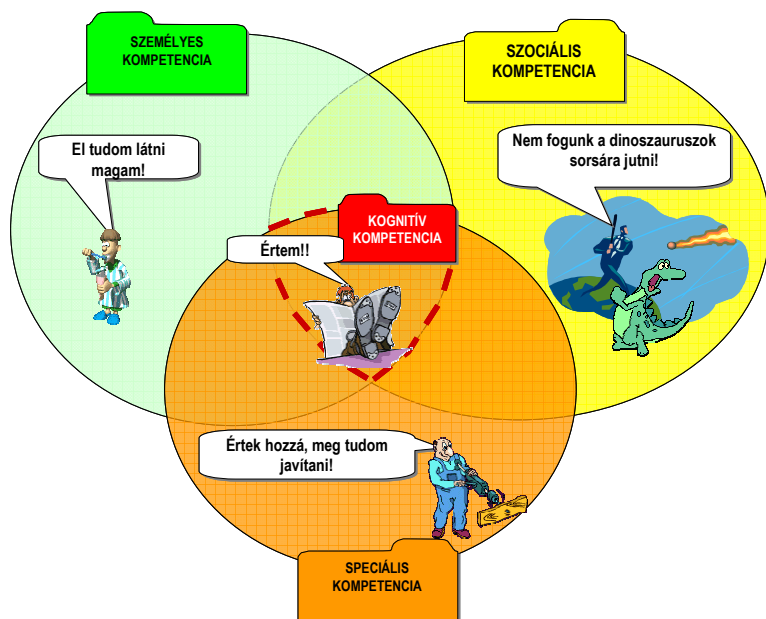 SZEMÉLYES
KOMPETENCIA
SZOCIÁLIS
KOMPETENCIA
El tudom látni
magam!
Nem fogunk a dinoszauruszok
sorsára jutni!
KOGNITÍV
KOMPETENCIA
Értem!!
Értek hozzá, meg tudom
javítani!
SPECIÁLIS
KOMPETENCIA